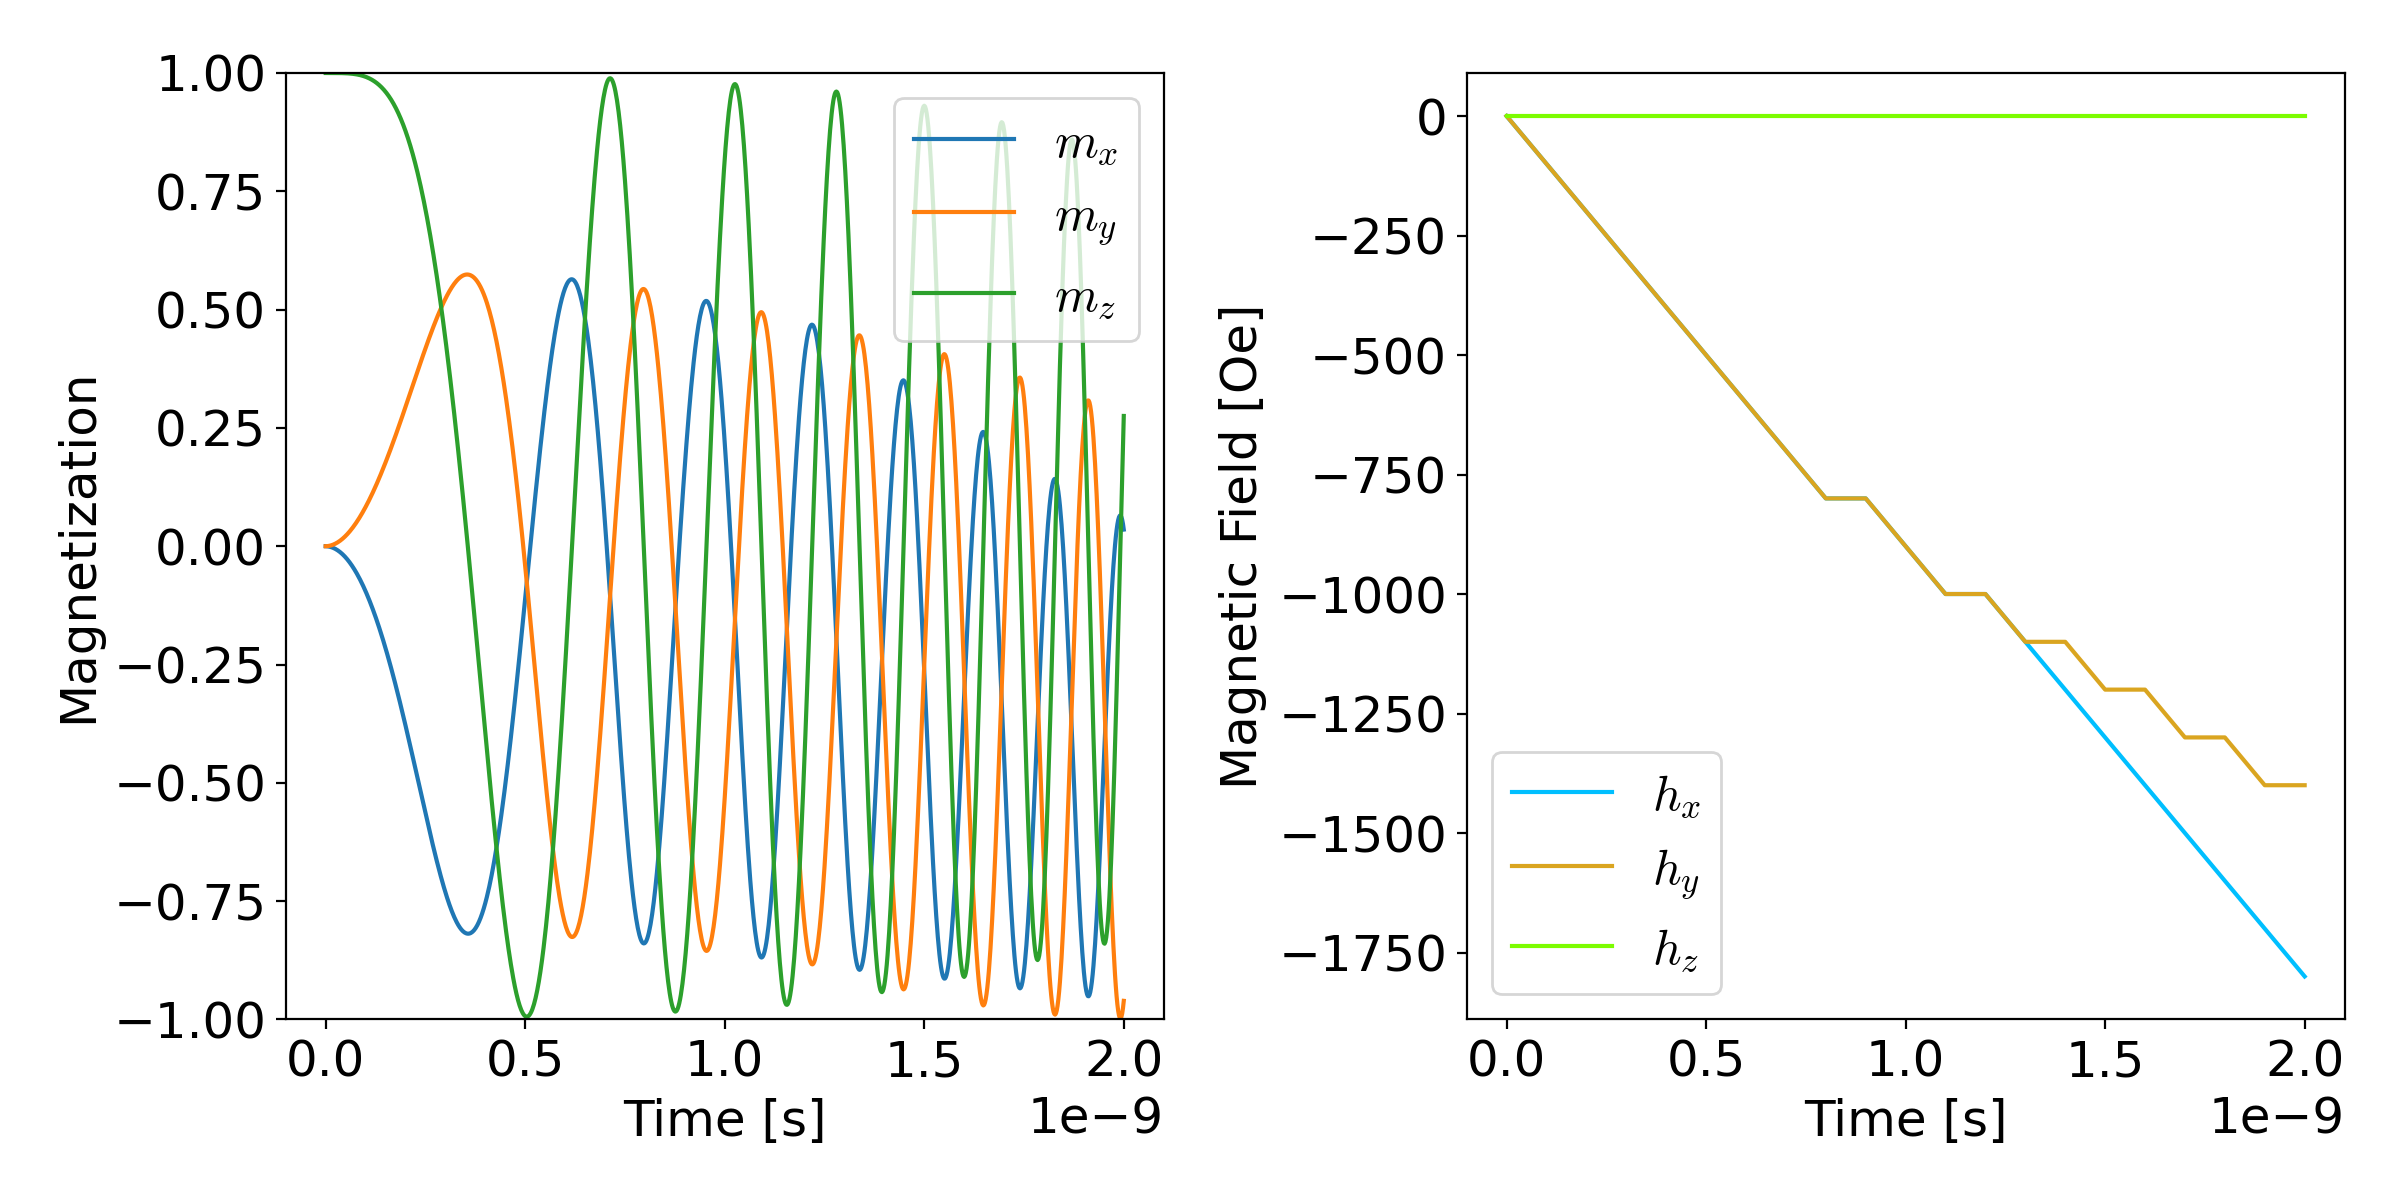 1.00
0.75
0.50
0.25
0.00
−0.25
−0.50
−0.75
−1.00
Magnetization
0.0 0.5 1.0 1.5 2.0
Time [s]
1e−9
m_x
m_y
m_z
0
−250
−500
−750
−1000
−1250
−1500
−1750
Magnetic Field [Oe]
0.0 0.5 1.0 1.5 2.0
Time [s]
1e−9
h_x
h_y
h_z